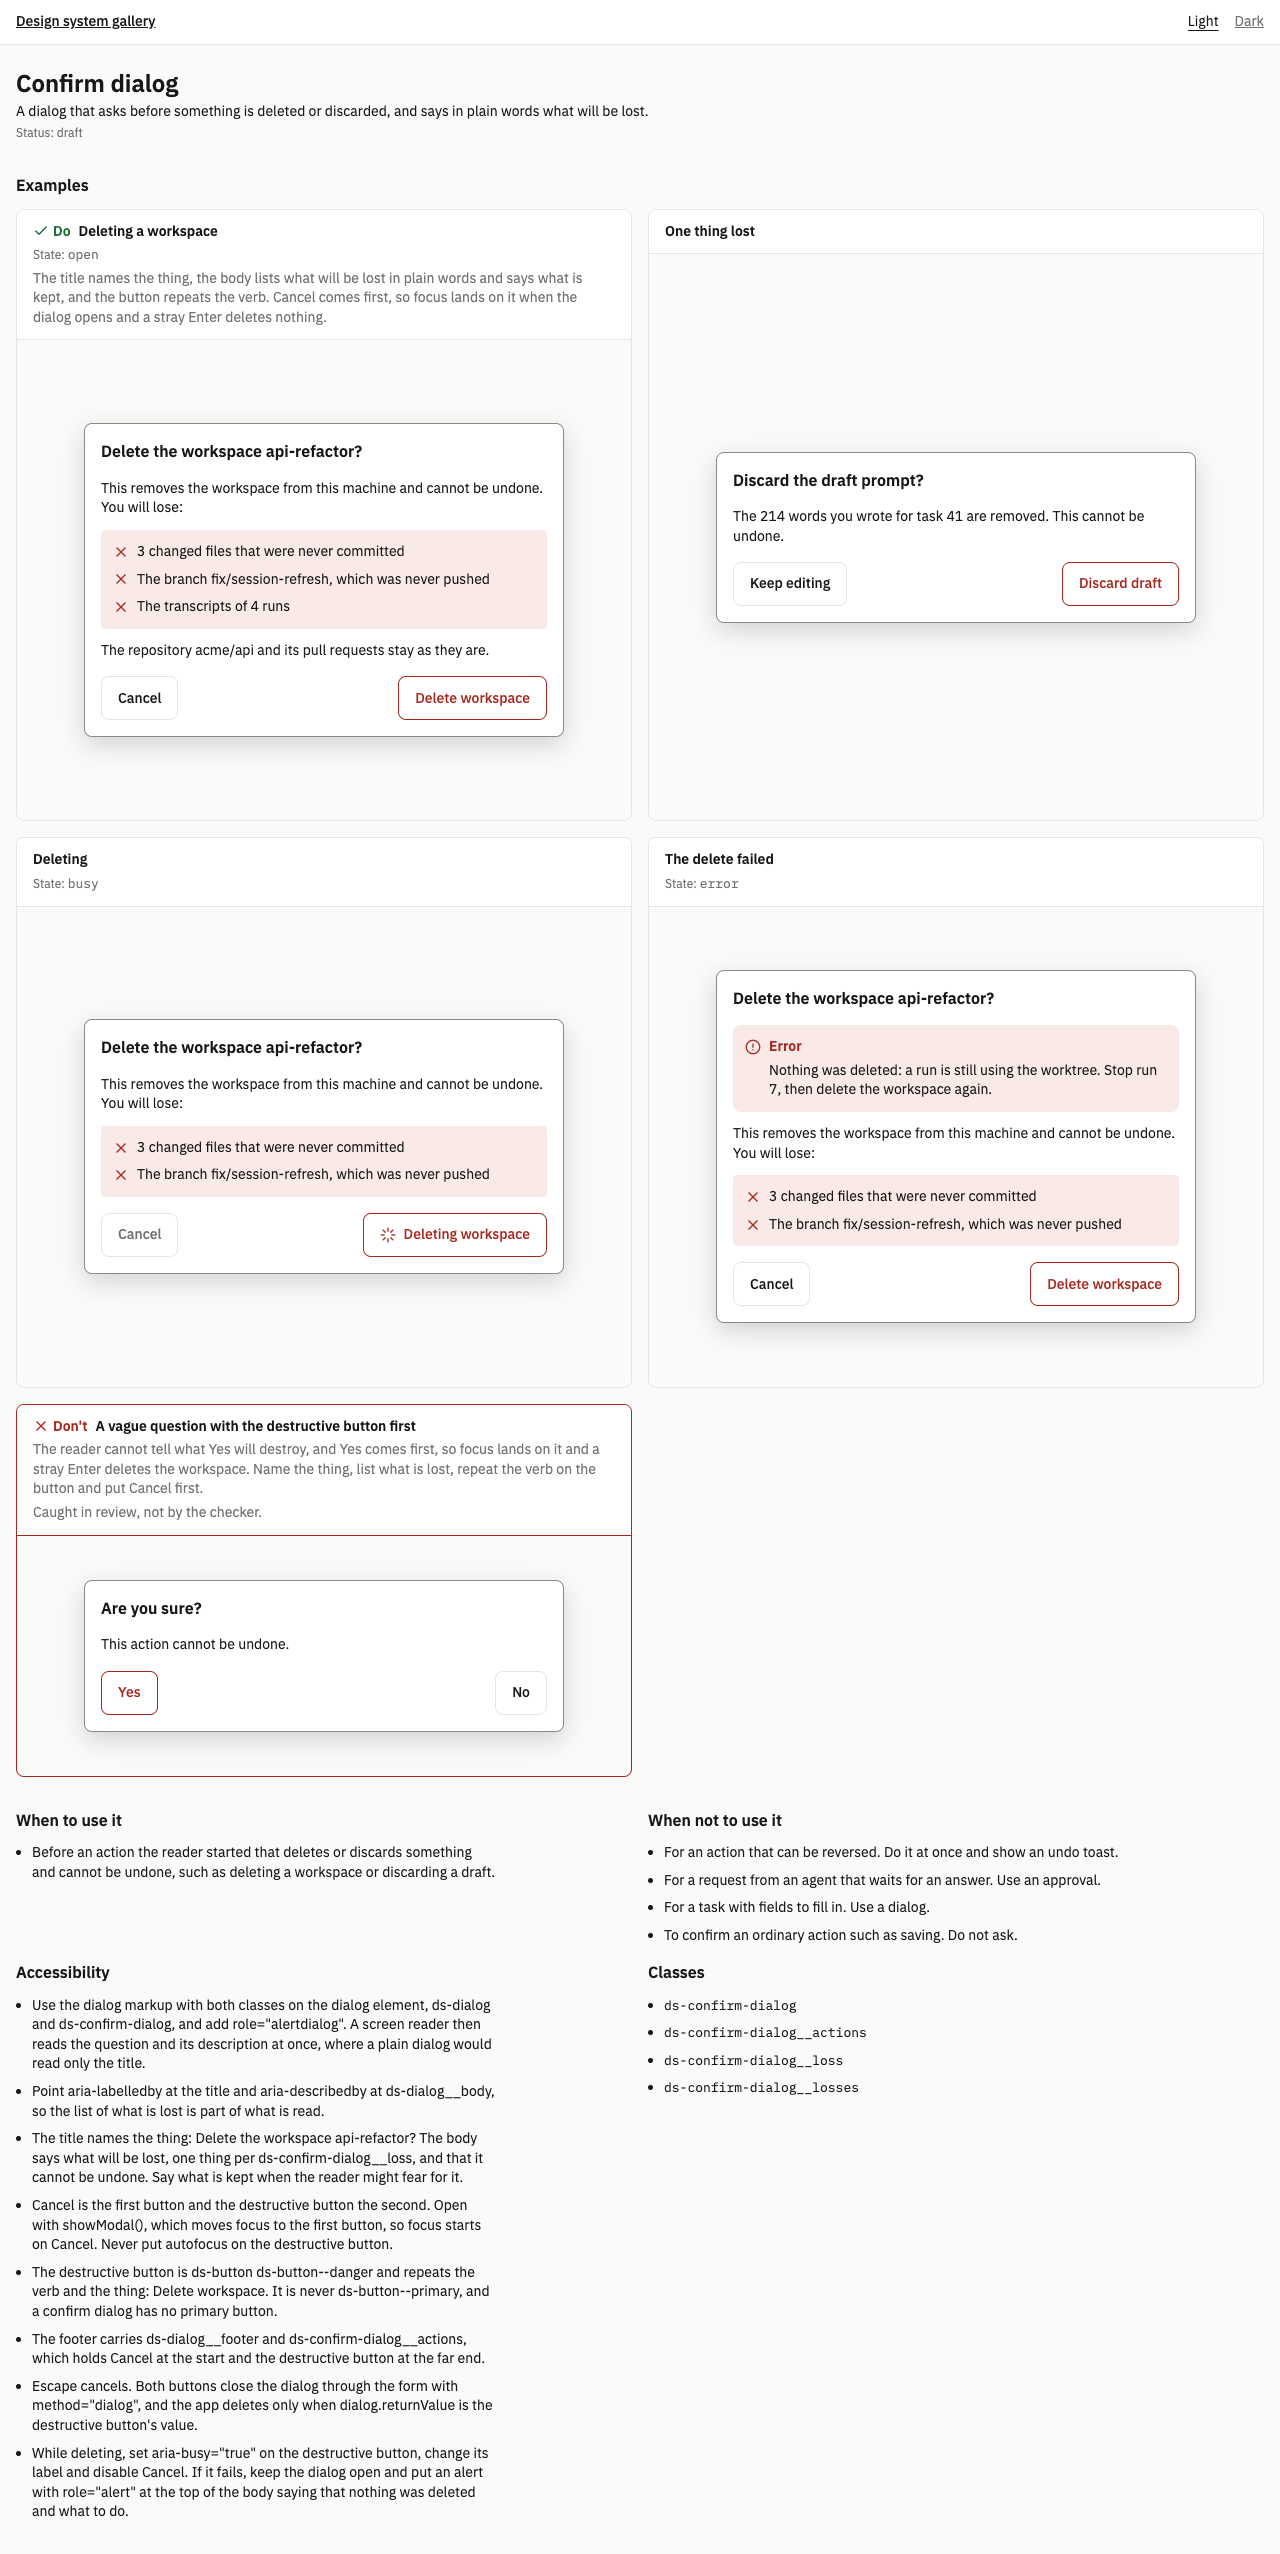 Design system gallery
Light
Dark
Confirm dialog
A dialog that asks before something is deleted or discarded, and says in plain words what will be lost.
Status: draft
Examples
Do Deleting a workspace
State: open
The title names the thing, the body lists what will be lost in plain words and says what is
kept, and the button repeats the verb. Cancel comes first, so focus lands on it when the
dialog opens and a stray Enter deletes nothing.
Delete the workspace api-refactor?
This removes the workspace from this machine and cannot be undone.
You will lose:
3 changed files that were never committed
The branch fix/session-refresh, which was never pushed
The transcripts of 4 runs
The repository acme/api and its pull requests stay as they are.
Cancel
Delete workspace
One thing lost
Discard the draft prompt?
The 214 words you wrote for task 41 are removed. This cannot be
undone.
Keep editing
Discard draft
Deleting
State: busy
Delete the workspace api-refactor?
This removes the workspace from this machine and cannot be undone.
You will lose:
3 changed files that were never committed
The branch fix/session-refresh, which was never pushed
Cancel
Deleting workspace
The delete failed
State: error
Delete the workspace api-refactor?
Error
Nothing was deleted: a run is still using the worktree. Stop run
7, then delete the workspace again.
This removes the workspace from this machine and cannot be undone.
You will lose:
3 changed files that were never committed
The branch fix/session-refresh, which was never pushed
Cancel
Delete workspace
Don't A vague question with the destructive button first
The reader cannot tell what Yes will destroy, and Yes comes first, so focus lands on it and a
stray Enter deletes the workspace. Name the thing, list what is lost, repeat the verb on the
button and put Cancel first.
Caught in review, not by the checker.
Are you sure?
This action cannot be undone.
Yes
No
When to use it
Before an action the reader started that deletes or discards something
and cannot be undone, such as deleting a workspace or discarding a draft.
When not to use it
For an action that can be reversed. Do it at once and show an undo toast.
For a request from an agent that waits for an answer. Use an approval.
For a task with fields to fill in. Use a dialog.
To confirm an ordinary action such as saving. Do not ask.
Accessibility
Use the dialog markup with both classes on the dialog element, ds-dialog
and ds-confirm-dialog, and add role="alertdialog". A screen reader then
reads the question and its description at once, where a plain dialog would
read only the title.
Point aria-labelledby at the title and aria-describedby at ds-dialog__body,
so the list of what is lost is part of what is read.
The title names the thing: Delete the workspace api-refactor? The body
says what will be lost, one thing per ds-confirm-dialog__loss, and that it
cannot be undone. Say what is kept when the reader might fear for it.
Cancel is the first button and the destructive button the second. Open
with showModal(), which moves focus to the first button, so focus starts
on Cancel. Never put autofocus on the destructive button.
The destructive button is ds-button ds-button--danger and repeats the
verb and the thing: Delete workspace. It is never ds-button--primary, and
a confirm dialog has no primary button.
The footer carries ds-dialog__footer and ds-confirm-dialog__actions,
which holds Cancel at the start and the destructive button at the far end.
Escape cancels. Both buttons close the dialog through the form with
method="dialog", and the app deletes only when dialog.returnValue is the
destructive button's value.
While deleting, set aria-busy="true" on the destructive button, change its
label and disable Cancel. If it fails, keep the dialog open and put an alert
with role="alert" at the top of the body saying that nothing was deleted
and what to do.
Classes
ds-confirm-dialog
ds-confirm-dialog__actions
ds-confirm-dialog__loss
ds-confirm-dialog__losses